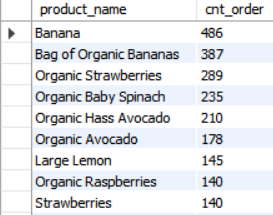 product_name cnt_order
Banana 486
Bag of Organic Bananas 387
Organic Strawberries 289
Organic Baby Spinach 235
Organic Hass Avocado 210
Organic Avocado 178
Large Lemon 145
Organic Raspberries 140
Strawberries 140